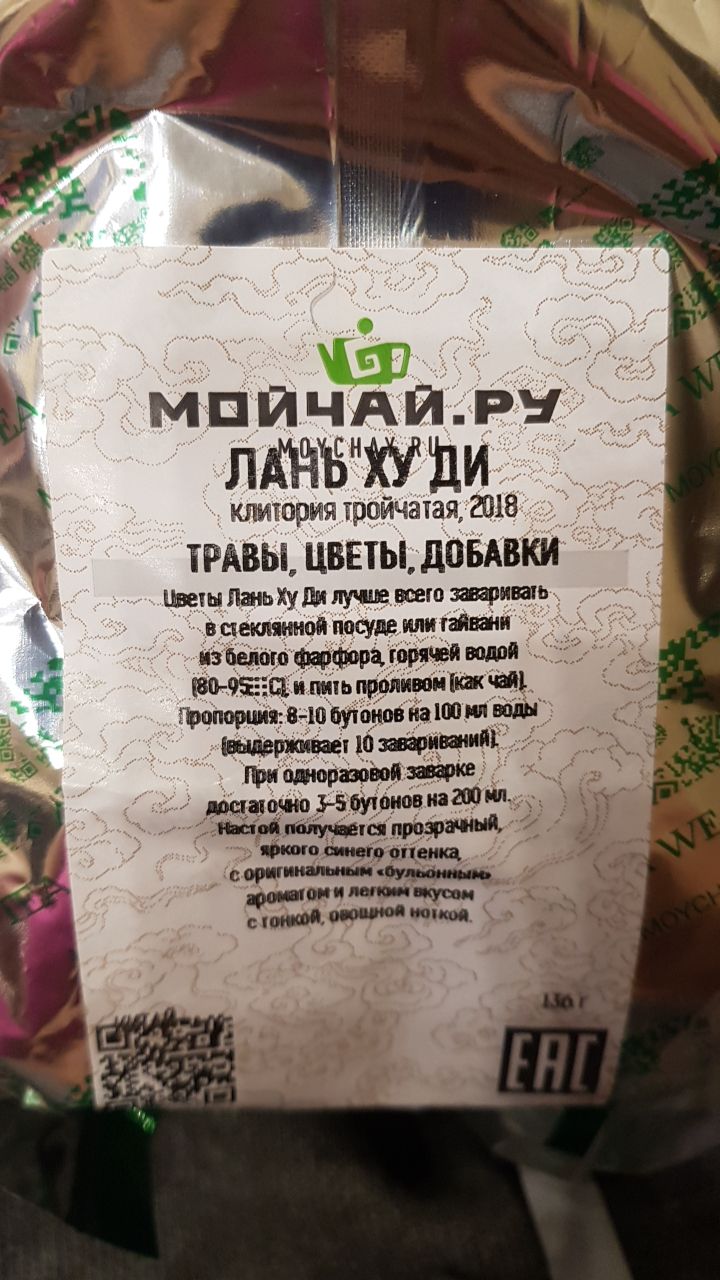 МОЙЧАЙ.РУ
MOYCHAY.RU
ЛАНЬ ХУ ДИ
клитория тройчатая, 2018
ТРАВЫ, ЦВЕТЫ, ДОБАВКИ
Цветы Лань Ху Ди лучше всего заваривать
в стеклянной посуде или гайвани
из белого фарфора, горячей водой
(80-95 С), и пить проливом (как чай).
Пропорция: 8-10 бутонов на 100 мл воды
(выдерживает 10 завариваний).
При одноразовой заварке
достаточно 3-5 бутонов на 200 мл.
Настой получается прозрачный,
яркого синего оттенка,
с оригинальным «бульонным»
ароматом и легким вкусом
с тонкой, овощной ноткой.
136 г
EAC